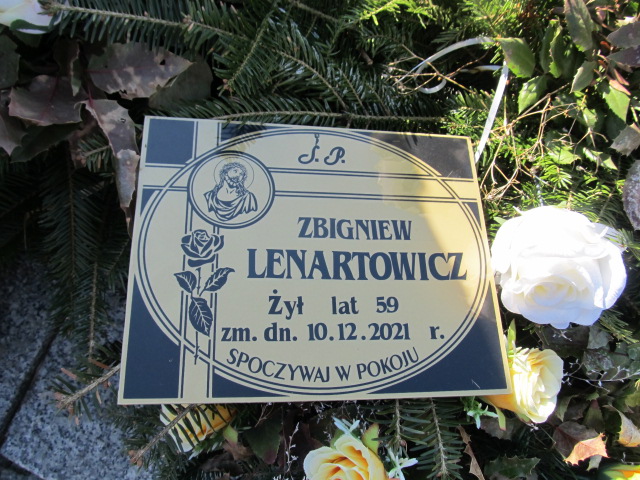 Ś. P.
ZBIGNIEW
LENARTOWICZ
Żył lat 59
zm. dn. 10.12.2021 r.
SPOCZYWAJ W POKOJU